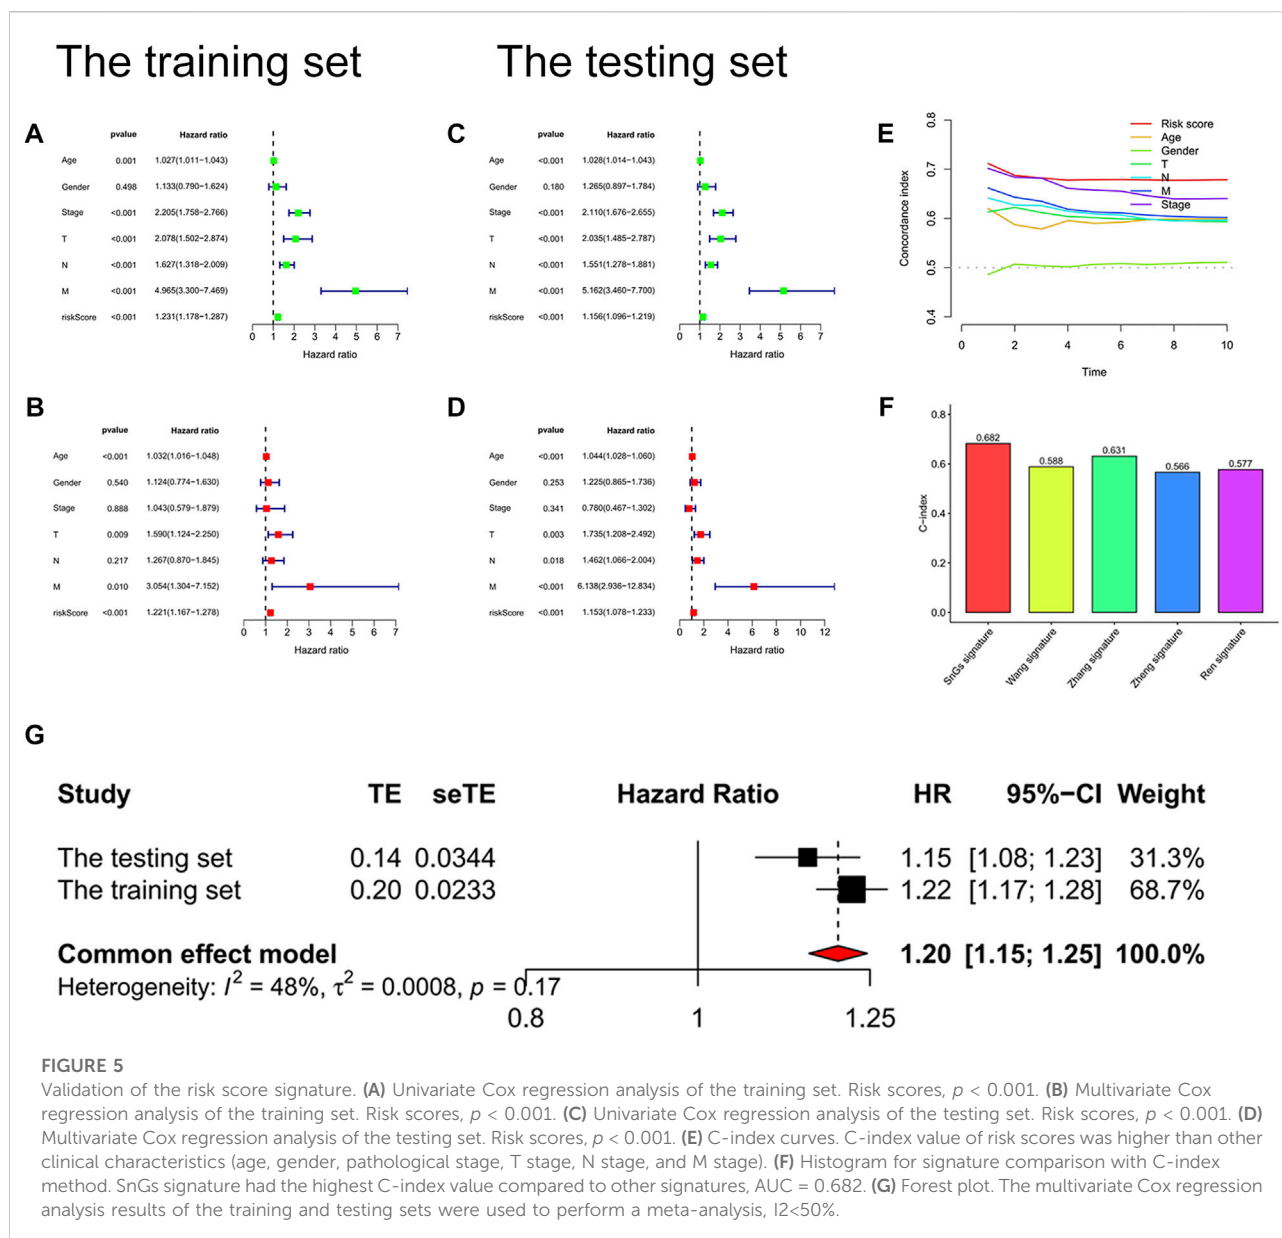 The training set
The testing set
A
pvalue Hazard ratio
Age 0.001 1.027(1.011−1.043)
Gender 0.498 1.133(0.790−1.624)
Stage <0.001 2.205(1.758−2.766)
T <0.001 2.078(1.502−2.874)
N <0.001 1.627(1.318−2.009)
M <0.001 4.965(3.300−7.469)
riskScore <0.001 1.231(1.178−1.287)
0 1 2 3 4 5 6 7
Hazard ratio
C
pvalue Hazard ratio
Age <0.001 1.028(1.014−1.043)
Gender 0.180 1.265(0.897−1.784)
Stage <0.001 2.110(1.676−2.655)
T <0.001 2.035(1.485−2.787)
N <0.001 1.551(1.278−1.881)
M <0.001 5.162(3.460−7.700)
riskScore <0.001 1.156(1.096−1.219)
0 1 2 3 4 5 6 7
Hazard ratio
E
Concordance index
0.8
0.7
0.6
0.5
0.4
Risk score
Age
Gender
T
N
M
Stage
0 2 4 6 8 10
Time
B
pvalue Hazard ratio
Age <0.001 1.032(1.016−1.048)
Gender 0.540 1.124(0.774−1.630)
Stage 0.888 1.043(0.579−1.879)
T 0.009 1.590(1.124−2.250)
N 0.217 1.267(0.870−1.845)
M 0.010 3.054(1.304−7.152)
riskScore <0.001 1.221(1.167−1.278)
0 1 2 3 4 5 6 7
Hazard ratio
D
pvalue Hazard ratio
Age <0.001 1.044(1.028−1.060)
Gender 0.253 1.225(0.865−1.736)
Stage 0.341 0.780(0.467−1.302)
T 0.003 1.735(1.208−2.492)
N 0.018 1.462(1.066−2.004)
M <0.001 6.138(2.936−12.834)
riskScore <0.001 1.153(1.078−1.233)
0 2 4 6 8 10 12
Hazard ratio
F
C−index
0.8
0.6
0.4
0.2
0.0
0.682
0.588
0.631
0.566
0.577
SnGs signature
Wang signature
Zhang signature
Zheng signature
Ren signature
G
Study TE seTE Hazard Ratio HR 95%−CI Weight
The testing set 0.14 0.0344 1.15 [1.08; 1.23] 31.3%
The training set 0.20 0.0233 1.22 [1.17; 1.28] 68.7%
Common effect model 1.20 [1.15; 1.25] 100.0%
Heterogeneity: I² = 48%, τ² = 0.0008, p = 0.17
0.8 1 1.25
FIGURE 5
Validation of the risk score signature. (A) Univariate Cox regression analysis of the training set. Risk scores, p < 0.001. (B) Multivariate Cox
regression analysis of the training set. Risk scores, p < 0.001. (C) Univariate Cox regression analysis of the testing set. Risk scores, p < 0.001. (D)
Multivariate Cox regression analysis of the testing set. Risk scores, p < 0.001. (E) C-index curves. C-index value of risk scores was higher than other
clinical characteristics (age, gender, pathological stage, T stage, N stage, and M stage). (F) Histogram for signature comparison with C-index
method. SnGs signature had the highest C-index value compared to other signatures, AUC = 0.682. (G) Forest plot. The multivariate Cox regression
analysis results of the training and testing sets were used to perform a meta-analysis, I2<50%.